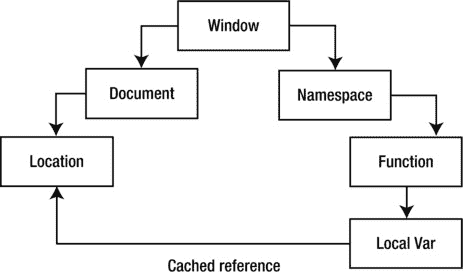 Window
Document
Namespace
Location
Function
Local Var
Cached reference